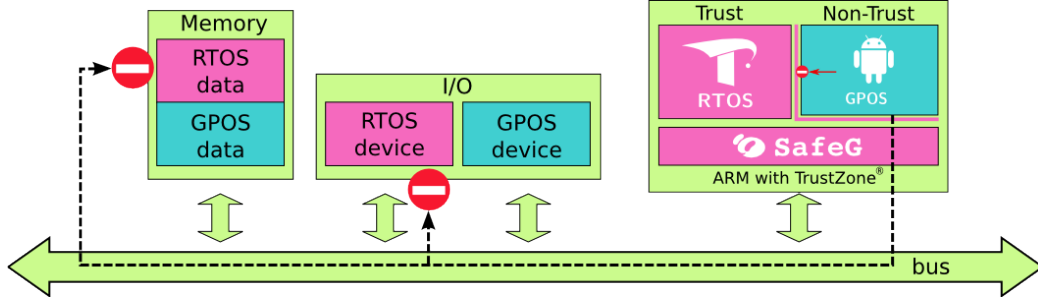 Memory
RTOS
data
GPOS
data
I/O
RTOS
device
GPOS
device
Trust
Non-Trust
RTOS
GPOS
SafeG
ARM with TrustZone®
bus